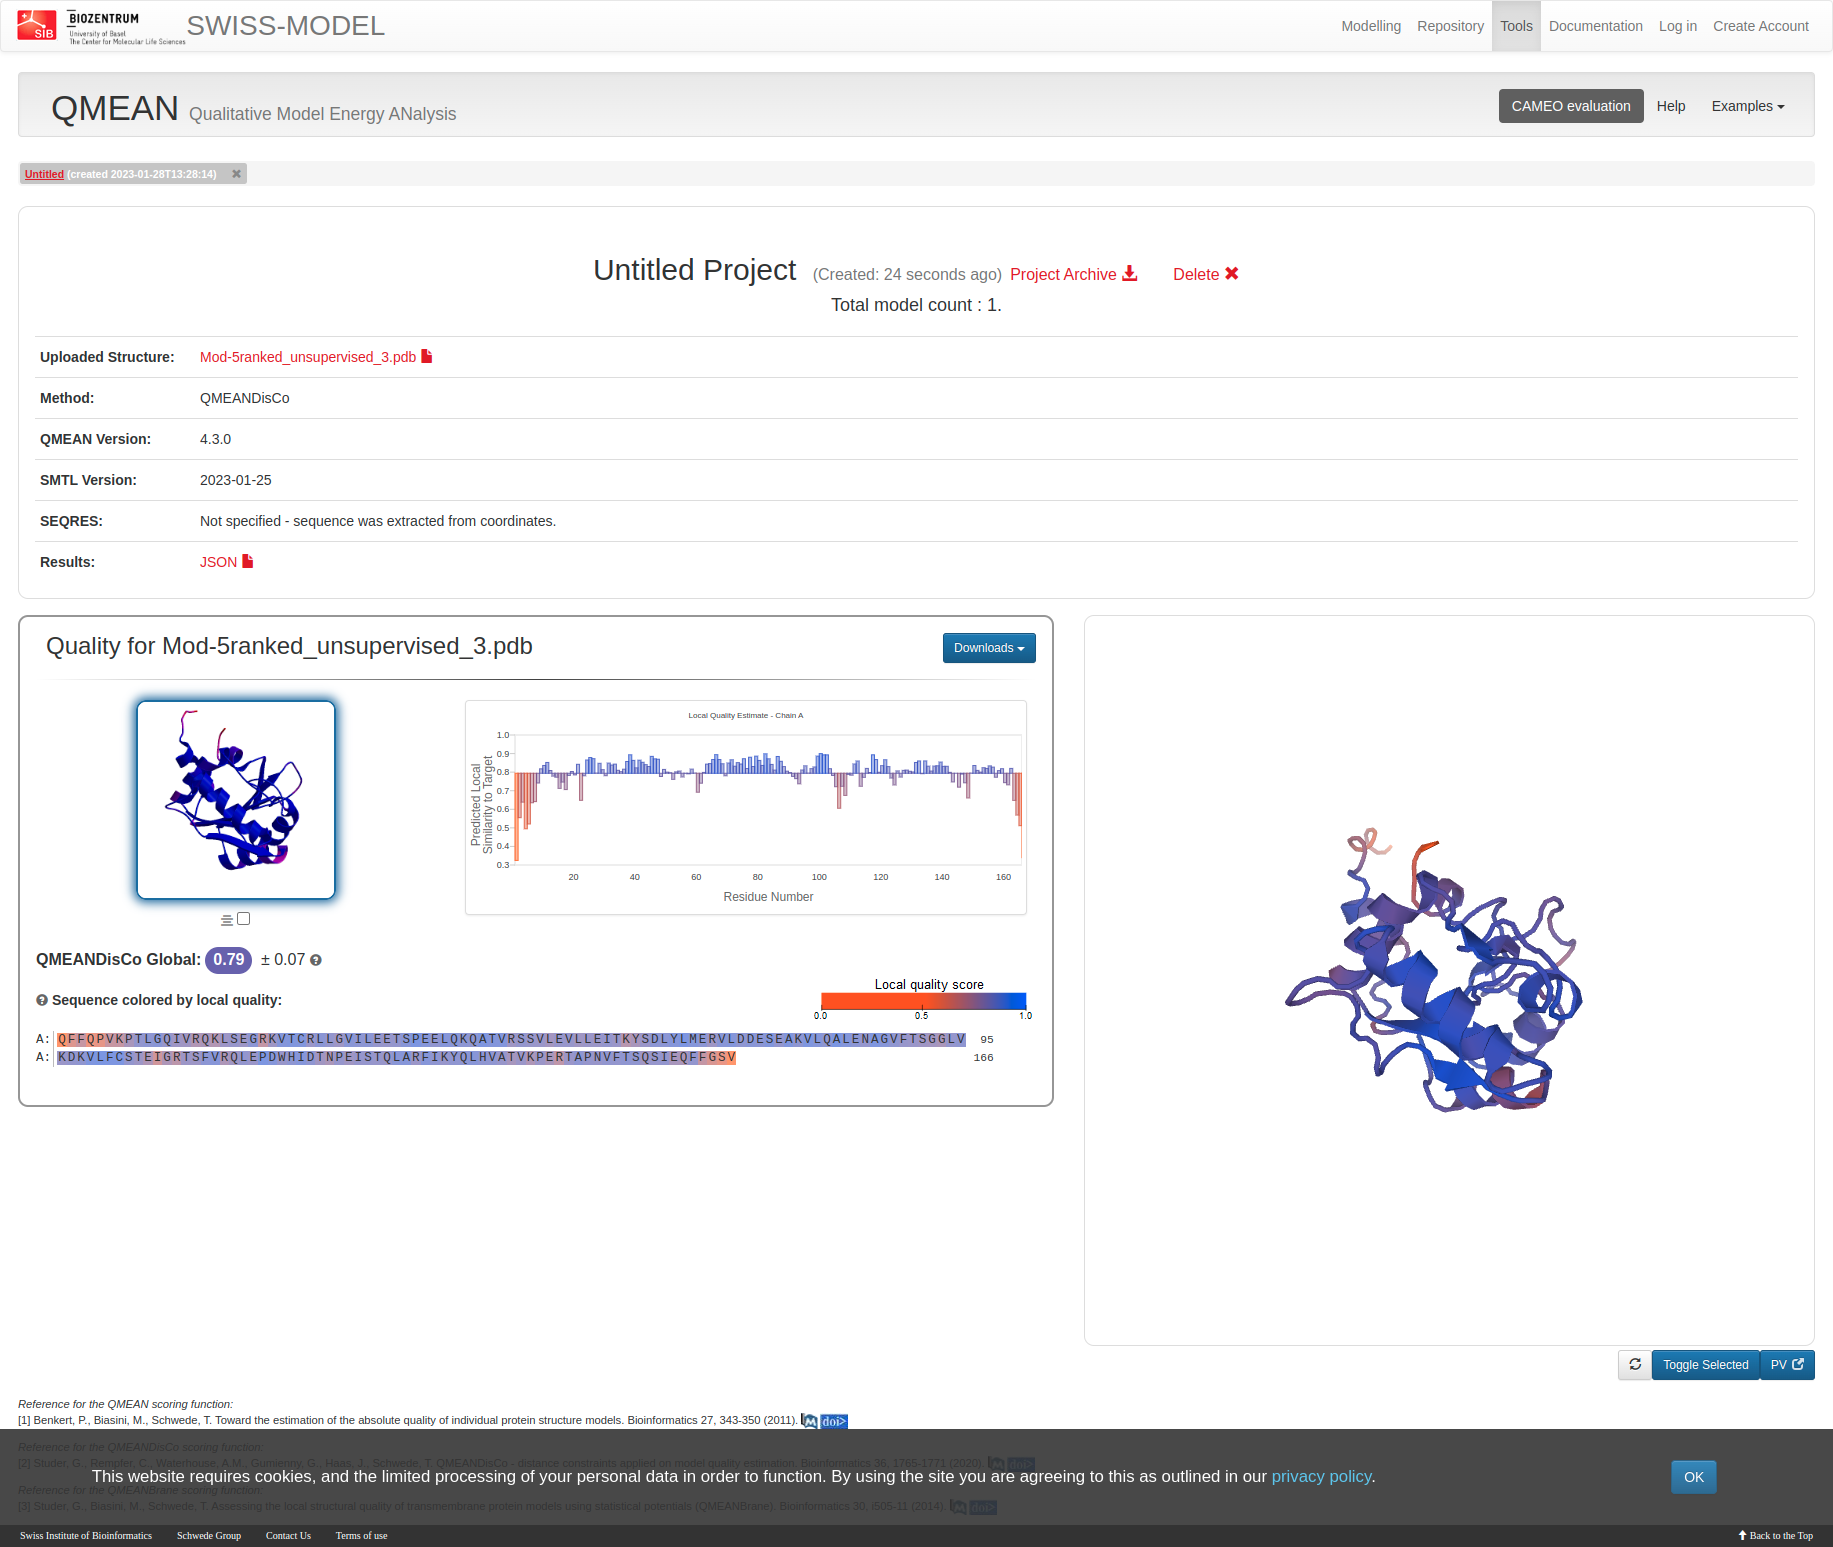 SIB
BIOZENTRUM
University of Basel
The Center for Molecular Life Sciences
SWISS-MODEL
Modelling Repository Tools Documentation Log in Create Account
QMEAN Qualitative Model Energy ANalysis
CAMEO evaluation Help Examples
Untitled (created 2023-01-28T13:28:14)
Untitled Project (Created: 24 seconds ago) Project Archive Delete
Total model count : 1.
Uploaded Structure: Mod-5ranked_unsupervised_3.pdb
Method: QMEANDisCo
QMEAN Version: 4.3.0
SMTL Version: 2023-01-25
SEQRES: Not specified - sequence was extracted from coordinates.
Results: JSON
Quality for Mod-5ranked_unsupervised_3.pdb
Downloads
Local Quality Estimate - Chain A
Predicted Local
Similarity to Target
1.0
0.9
0.8
0.7
0.6
0.5
0.4
0.3
20 40 60 80 100 120 140 160
Residue Number
QMEANDisCo Global: 0.79 ± 0.07
Sequence colored by local quality:
Local quality score
0.0 0.5 1.0
A: QFFQPVKPTLGQIVRQKLSEGRKVTCRLLGVILEETSPEELQKQATVRSSVLEVLLEITKYSDLYLMERVLDDESEAKVLQALENAGVFTSGGLV 95
A: KDKVLFCSTEIGRTSFVRQLEPDWHIDTNPEISTQLARFIKYQLHVATVKPERTAPNVFTSQSIEQFFGSV 166
Toggle Selected PV
Reference for the QMEAN scoring function:
[1] Benkert, P., Biasini, M., Schwede, T. Toward the estimation of the absolute quality of individual protein structure models. Bioinformatics 27, 343-350 (2011). M doi>
Reference for the QMEANDisCo scoring function:
[2] Studer, G., Rempfer, C., Waterhouse, A.M., Gumienny, G., Haas, J., Schwede, T. QMEANDisCo - distance constraints applied on model quality estimation. Bioinformatics 36, 1765-1771 (2020). M doi>
This website requires cookies, and the limited processing of your personal data in order to function. By using the site you are agreeing to this as outlined in our privacy policy. OK
Reference for the QMEANBrane scoring function:
[3] Studer, G., Biasini, M., Schwede, T. Assessing the local structural quality of transmembrane protein models using statistical potentials (QMEANBrane). Bioinformatics 30, i505-11 (2014). M doi>
Swiss Institute of Bioinformatics Schwede Group Contact Us Terms of use Back to the Top